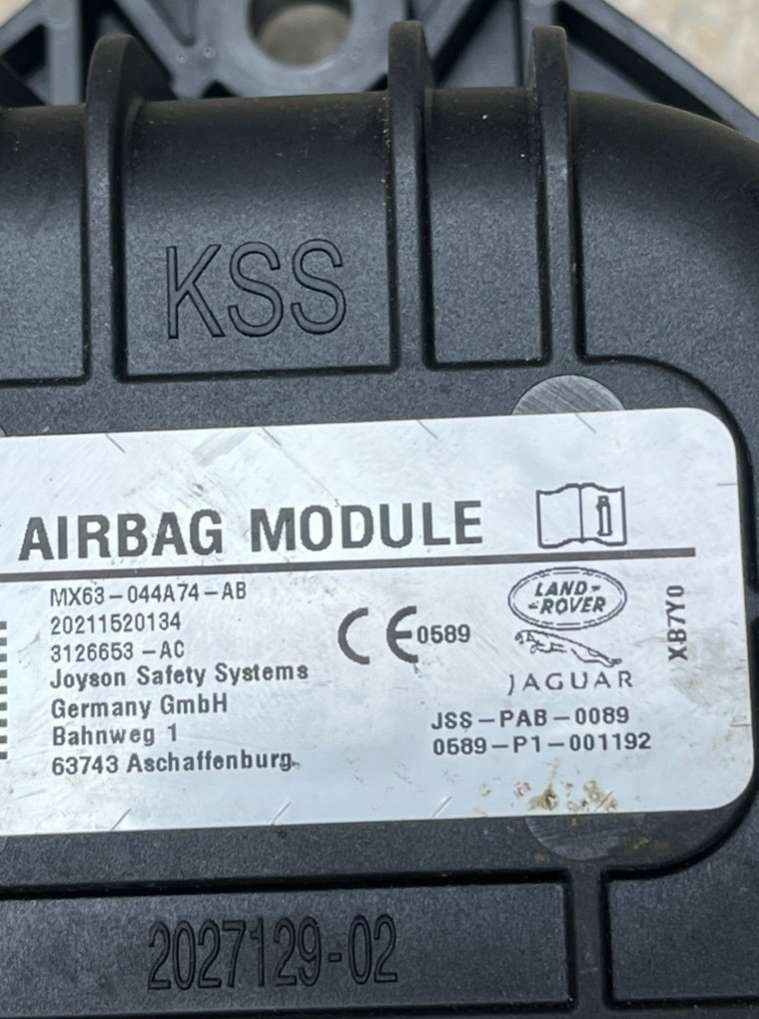 KSS
AIRBAG MODULE
MX63-044A74-AB
20211520134
3126653-AC
Joyson Safety Systems
Germany GmbH
Bahnweg 1
63743 Aschaffenburg
CE 0589
LAND-
-ROVER
JAGUAR
JSS-PAB-0089
0589-P1-001192
XB7Y0
2027129-02